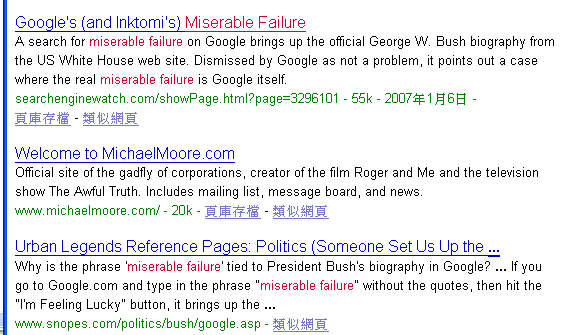 Google's (and Inktomi's) Miserable Failure
A search for miserable failure on Google brings up the official George W. Bush biography from
the US White House web site. Dismissed by Google as not a problem, it points out a case
where the real miserable failure is Google itself.
searchenginewatch.com/showPage.html?page=3296101 - 55k - 2007年1月6日 -
頁庫存檔 - 類似網頁
Welcome to MichaelMoore.com
Official site of the gadfly of corporations, creator of the film Roger and Me and the television
show The Awful Truth. Includes mailing list, message board, and news.
www.michaelmoore.com/ - 20k - 頁庫存檔 - 類似網頁
Urban Legends Reference Pages: Politics (Someone Set Us Up the ...
Why is the phrase 'miserable failure' tied to President Bush's biography in Google? ... If you
go to Google.com and type in the phrase "miserable failure" without the quotes, then hit the
"I'm Feeling Lucky" button, it brings up the ...
www.snopes.com/politics/bush/google.asp - 類似網頁